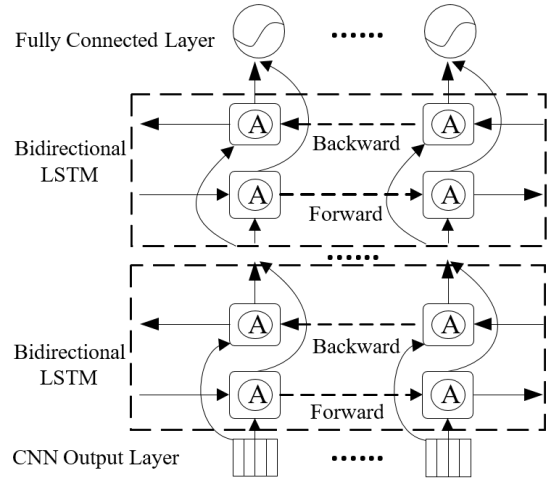 Fully Connected Layer
......
A
A
Backward
Bidirectional
LSTM
A
A
Forward
......
A
A
Backward
Bidirectional
LSTM
A
A
Forward
CNN Output Layer
......